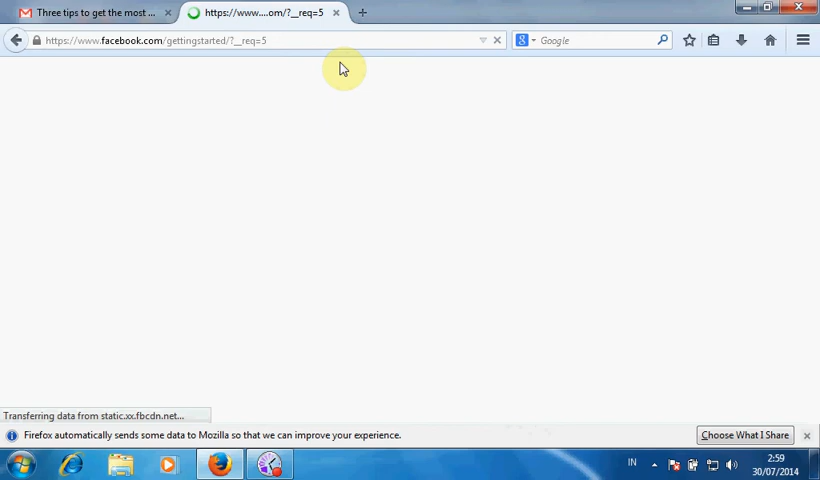 Three tips to get the most ...
https://www....om/?__req=5
https://www.facebook.com/gettingstarted/?__req=5
Google
Transferring data from static.xx.fbcdn.net...
Firefox automatically sends some data to Mozilla so that we can improve your experience.
Choose What I Share
IN
2:59
30/07/2014